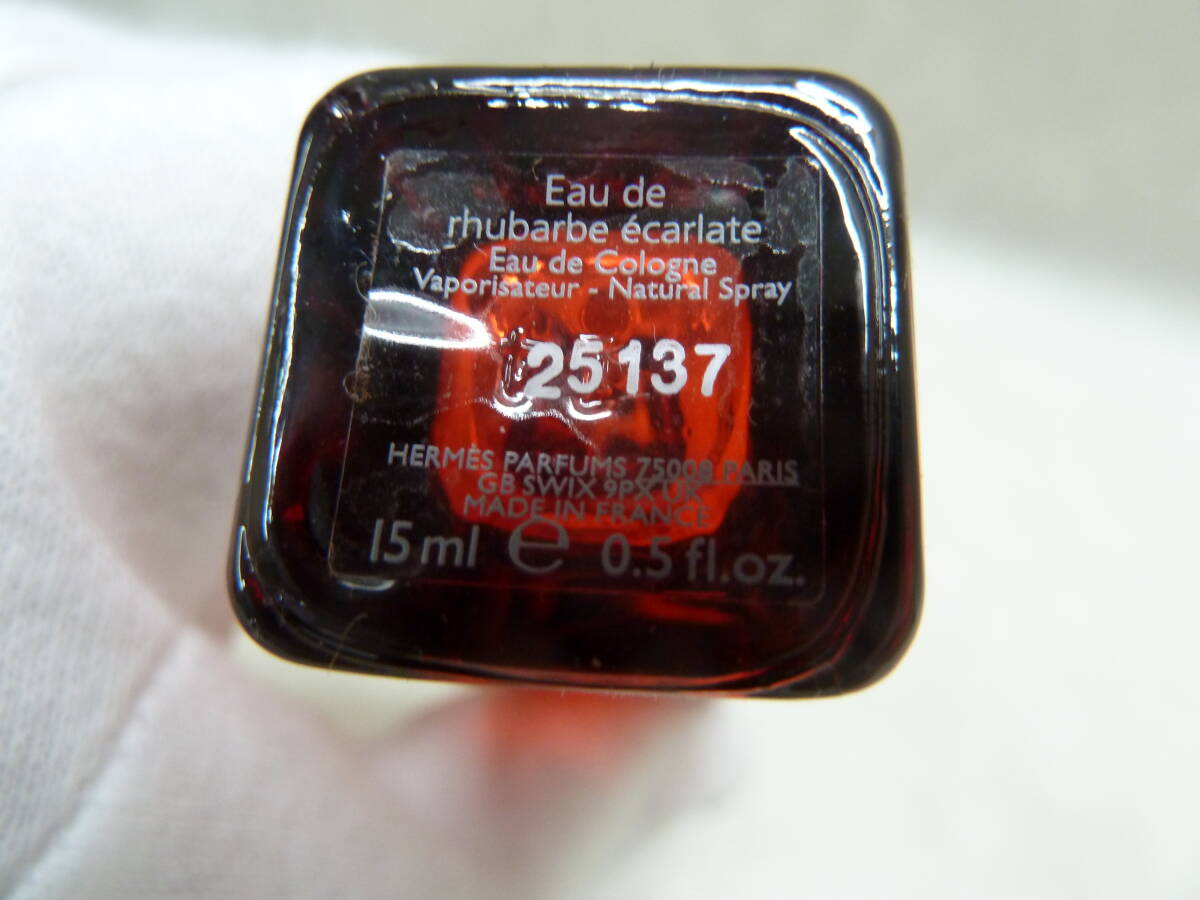 Eau de
rhubarbe écarlate
Eau de Cologne
Vaporisateur - Natural Spray
25137
HERMÈS PARFUMS 75008 PARIS
GB SWIX 9PX UK
MADE IN FRANCE
15 ml e 0.5 fl.oz.